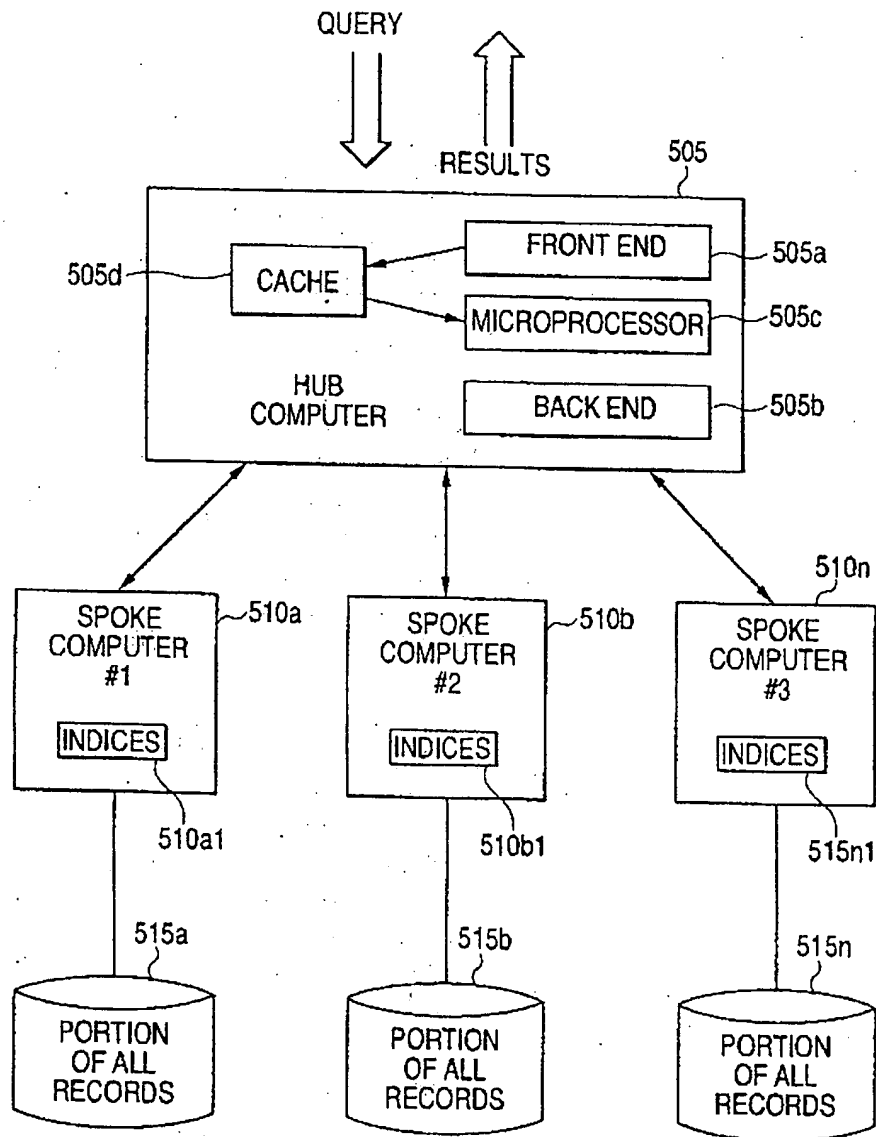 QUERY
RESULTS
505
FRONT END
505a
505d
CACHE
MICROPROCESSOR
505c
HUB
COMPUTER
BACK END
505b
510a
SPOKE
COMPUTER
#1
INDICES
510a1
510b
SPOKE
COMPUTER
#2
INDICES
510b1
510n
SPOKE
COMPUTER
#3
INDICES
515n1
515a
PORTION
OF ALL
RECORDS
515b
PORTION
OF ALL
RECORDS
515n
PORTION
OF ALL
RECORDS